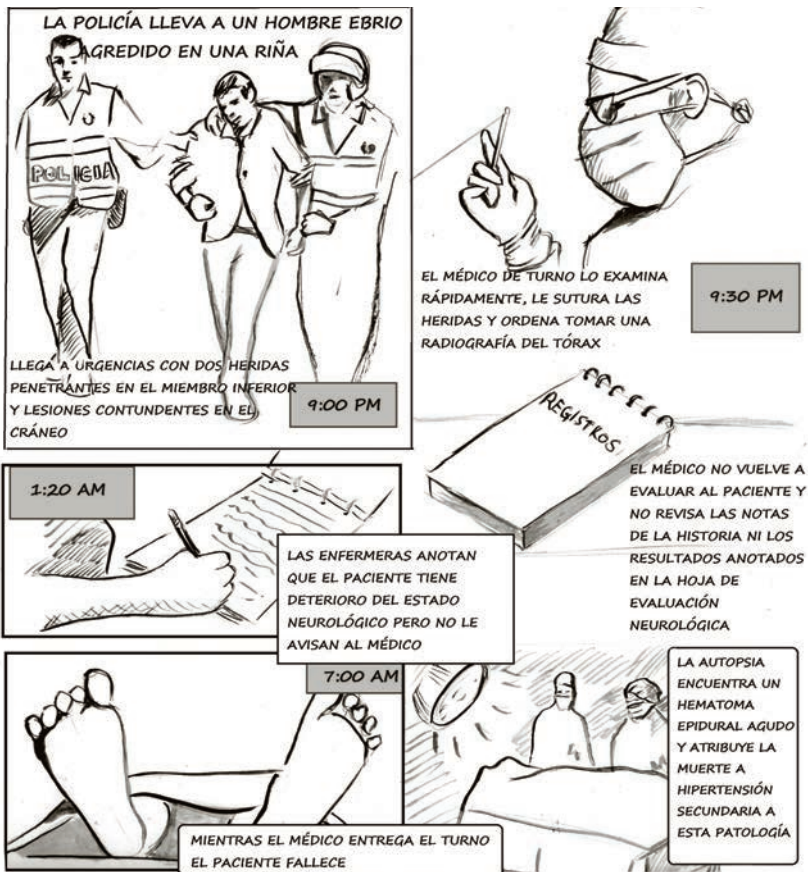 LA POLICÍA LLEVA A UN HOMBRE EBRIO
AGREDIDO EN UNA RIÑA
POLICIA
LLEGA A URGENCIAS CON DOS HERIDAS
PENETRANTES EN EL MIEMBRO INFERIOR
Y LESIONES CONTUNDENTES EN EL
CRÁNEO
9:00 PM
EL MÉDICO DE TURNO LO EXAMINA
RÁPIDAMENTE, LE SUTURA LAS
HERIDAS Y ORDENA TOMAR UNA
RADIOGRAFÍA DEL TÓRAX
9:30 PM
REGISTROS
EL MÉDICO NO VUELVE A
EVALUAR AL PACIENTE Y
NO REVISA LAS NOTAS
DE LA HISTORIA NI LOS
RESULTADOS ANOTADOS
EN LA HOJA DE
EVALUACIÓN
NEUROLÓGICA
1:20 AM
LAS ENFERMERAS ANOTAN
QUE EL PACIENTE TIENE
DETERIORO DEL ESTADO
NEUROLÓGICO PERO NO LE
AVISAN AL MÉDICO
7:00 AM
MIENTRAS EL MÉDICO ENTREGA EL TURNO
EL PACIENTE FALLECE
LA AUTOPSIA
ENCUENTRA UN
HEMATOMA
EPIDURAL AGUDO
Y ATRIBUYE LA
MUERTE A
HIPERTENSIÓN
SECUNDARIA A
ESTA PATOLOGÍA